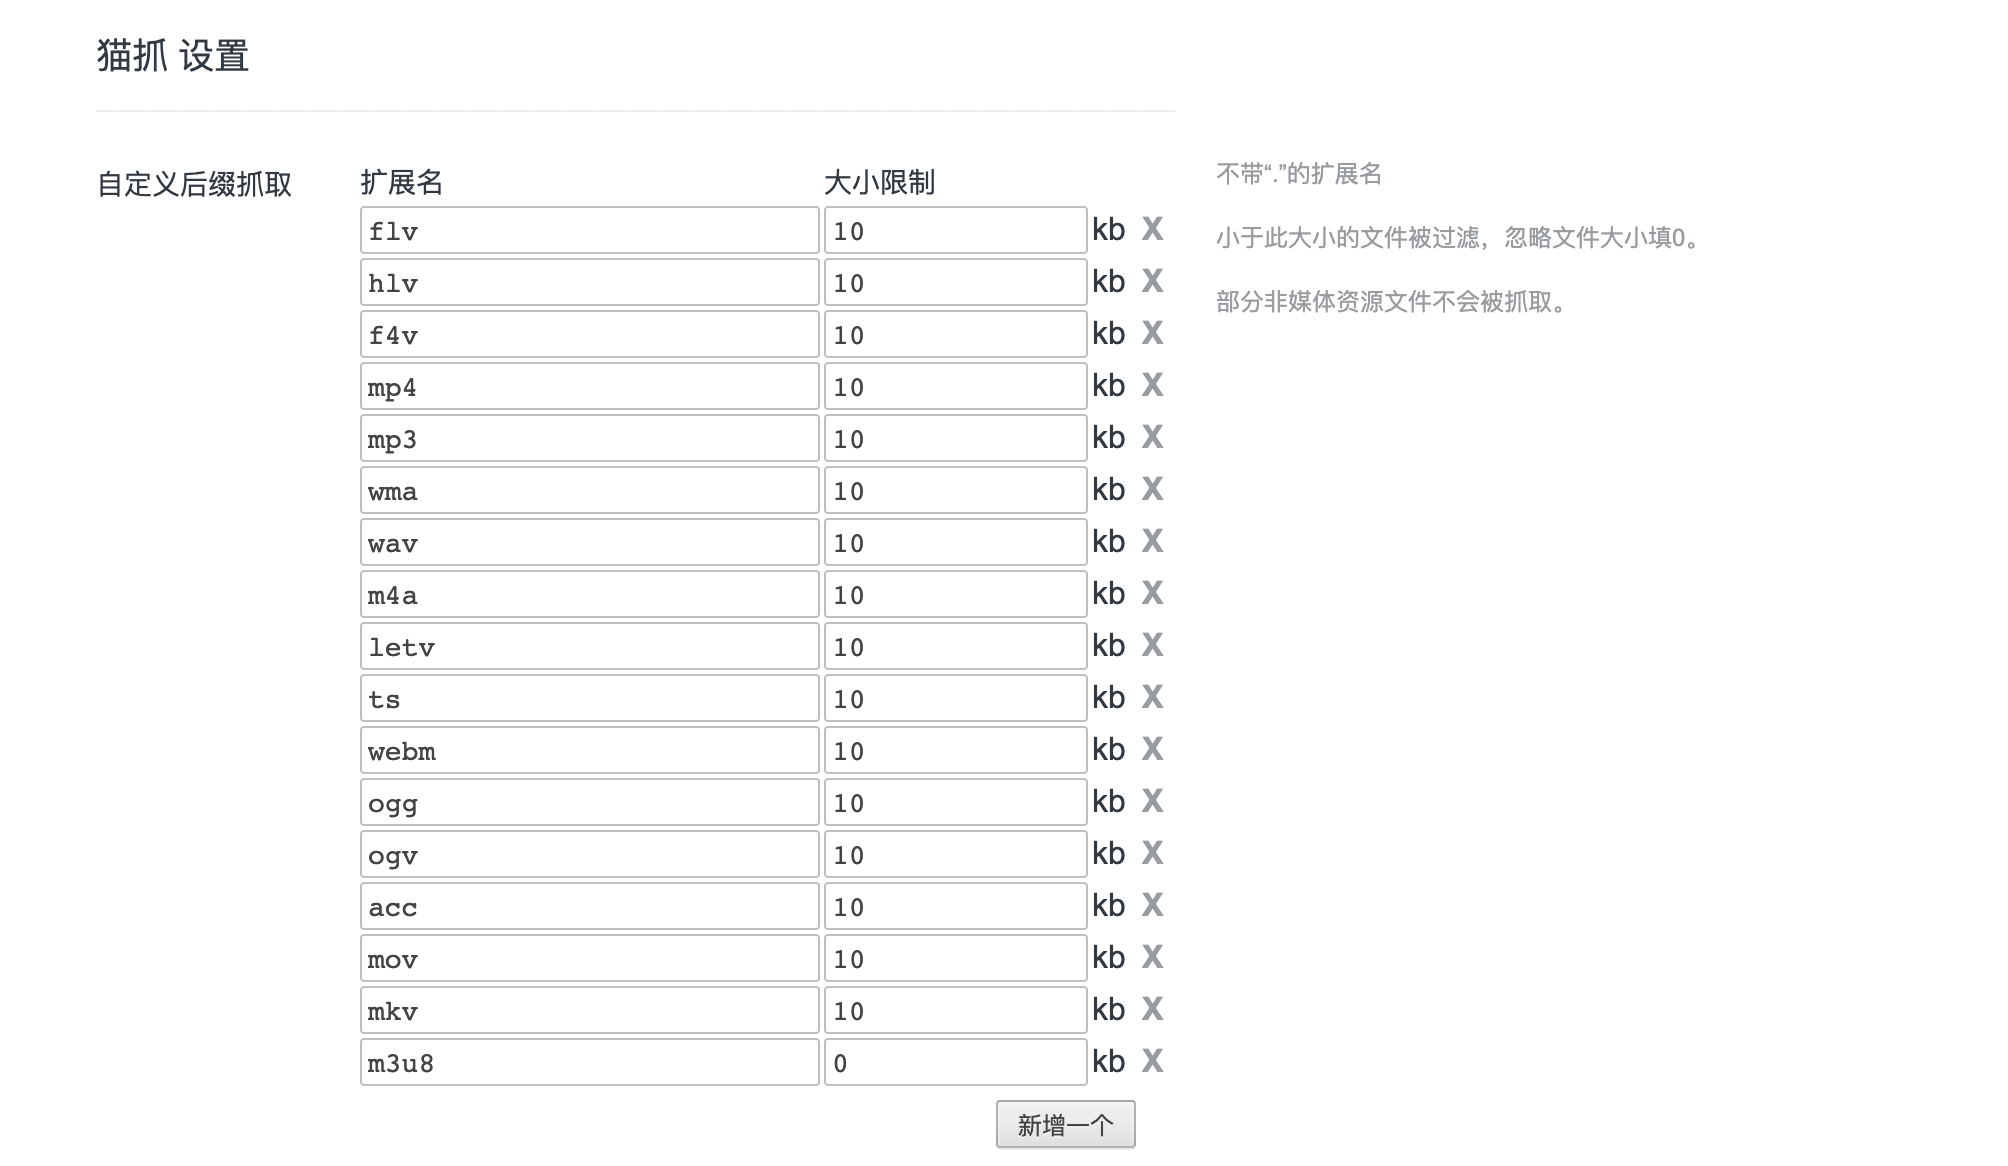 猫抓 设置
自定义后缀抓取 扩展名 大小限制
flv 10 kb X
hlv 10 kb X
f4v 10 kb X
mp4 10 kb X
mp3 10 kb X
wma 10 kb X
wav 10 kb X
m4a 10 kb X
letv 10 kb X
ts 10 kb X
webm 10 kb X
ogg 10 kb X
ogv 10 kb X
acc 10 kb X
mov 10 kb X
mkv 10 kb X
m3u8 0 kb X
新增一个
不带“.”的扩展名
小于此大小的文件被过滤，忽略文件大小填0。
部分非媒体资源文件不会被抓取。